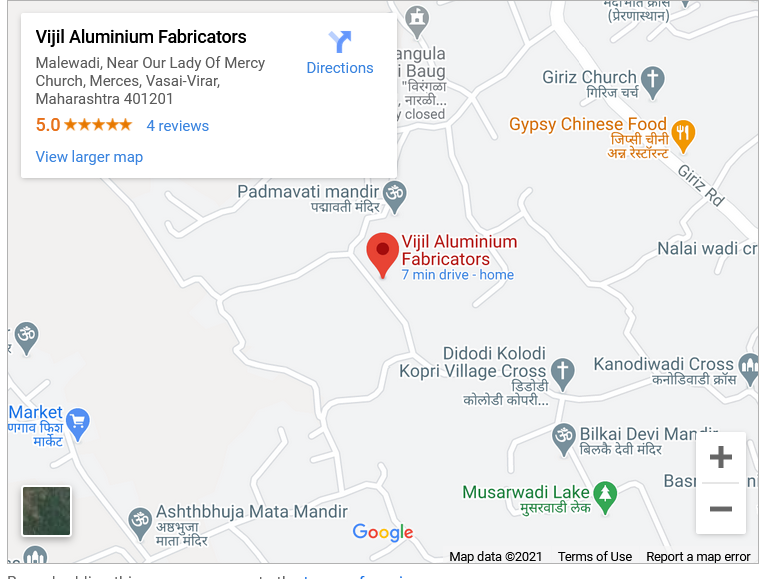 Vijil Aluminium Fabricators
Malewadi, Near Our Lady Of Mercy
Church, Merces, Vasai-Virar,
Maharashtra 401201
5.0 ★★★★★ 4 reviews
View larger map
Directions
(प्रेरणास्थान)
angula
i Baug
"विरंगळा
, नारळी...
y closed
Giriz Church
गिरिज चर्च
Gypsy Chinese Food
जिप्सी चीनी
अन्न रेस्टॉरन्ट
Giriz Rd
Padmavati mandir
पद्मावती मंदिर
Vijil Aluminium
Fabricators
7 min drive - home
Nalai wadi cr
Didodi Kolodi
Kopri Village Cross
डिडोडी
कोलोडी कोपरी...
Kanodiwadi Cross
कनोडिवाडी क्रॉस
Market
णगाव फिश
मार्केट
Bilkai Devi Mandir
बिलकै देवी मंदिर
Musarwadi Lake
मुसरवाडी लेक
Ashthbhuja Mata Mandir
अष्ठभुजा
माता मंदिर
Google
Map data ©2021 Terms of Use Report a map error